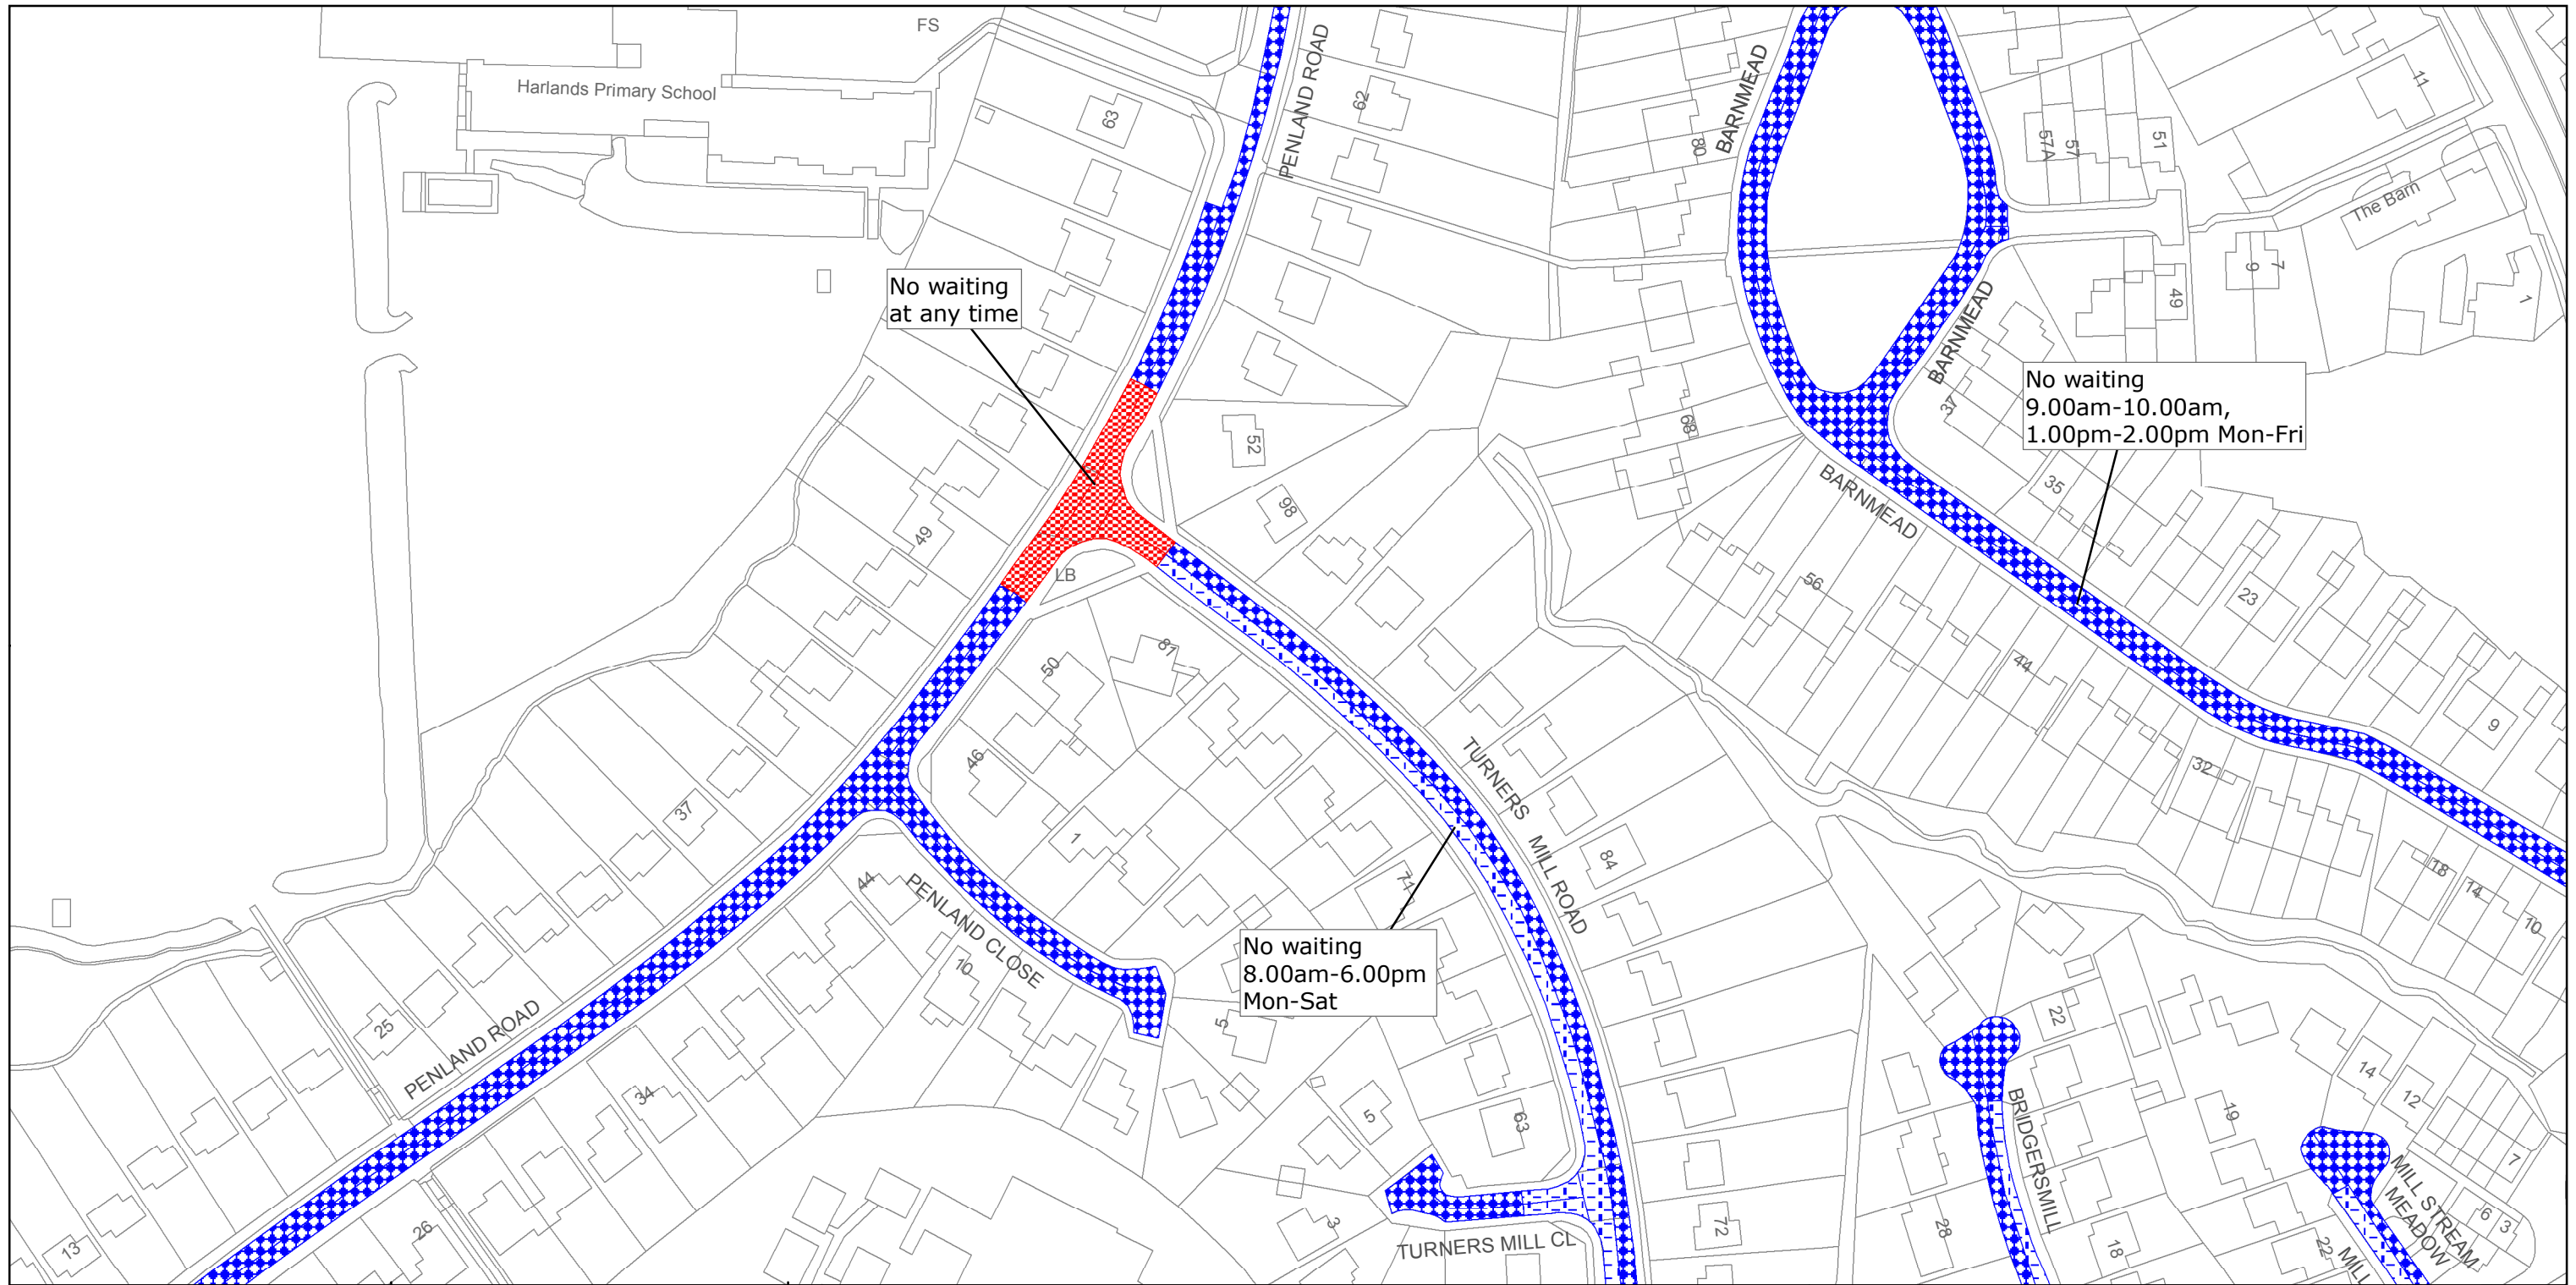 FS
Harlands Primary School
PENLAND ROAD
63
62
BARNMEAD
80
57A
57
51
11
The Barn
No waiting
at any time
9
7
1
49
BARNMEAD
No waiting
9.00am-10.00am,
1.00pm-2.00pm Mon-Fri
37
52
68
35
BARNMEAD
98
49
LB
56
23
50
81
44
9
46
TURNERS MILL ROAD
32
37
1
84
18
14
10
44
PENLAND CLOSE
71
10
No waiting
8.00am-6.00pm
Mon-Sat
25
PENLAND ROAD
5
22
34
5
63
BRIDGERSMILL
19
14
12
7
MILL STREAM
MEADOW
6
3
13
26
3
TURNERS MILL CL
72
28
18
22
MILL